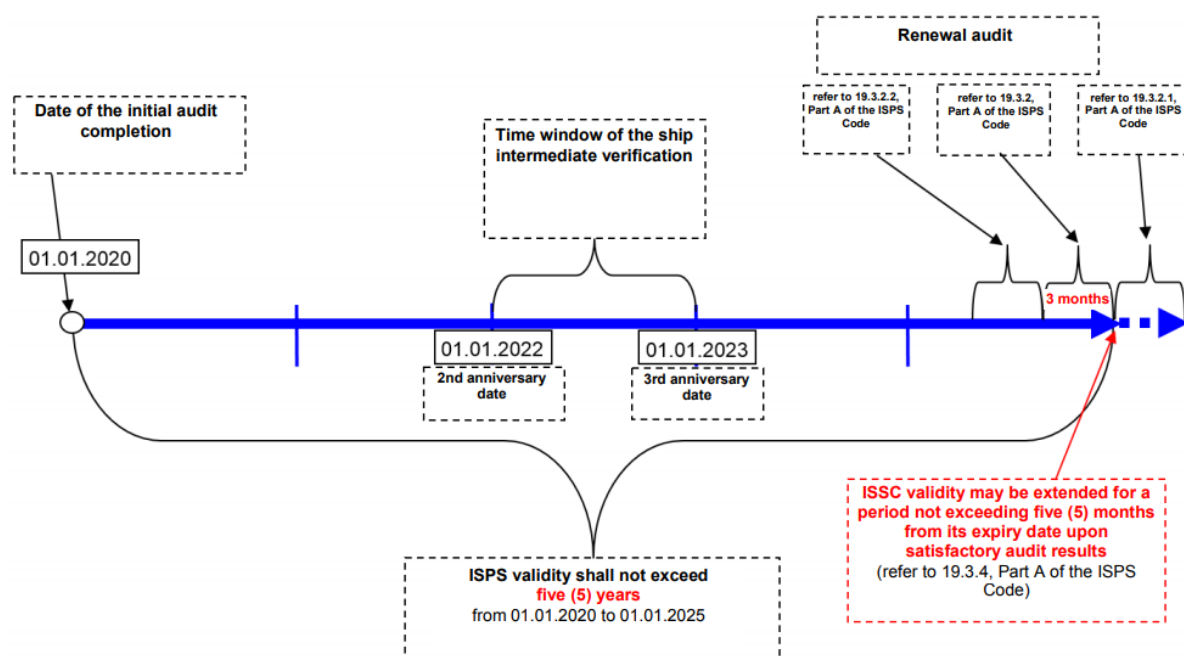 Renewal audit
Date of the initial audit
completion
refer to 19.3.2.2,
Part A of the ISPS
Code
refer to 19.3.2,
Part A of the ISPS
Code
refer to 19.3.2.1,
Part A of the ISPS
Code
Time window of the ship
intermediate verification
01.01.2020
3 months
01.01.2022
01.01.2023
2nd anniversary
date
3rd anniversary
date
ISSC validity may be extended for a
period not exceeding five (5) months
from its expiry date upon
satisfactory audit results
(refer to 19.3.4, Part A of the ISPS
Code)
ISPS validity shall not exceed
five (5) years
from 01.01.2020 to 01.01.2025